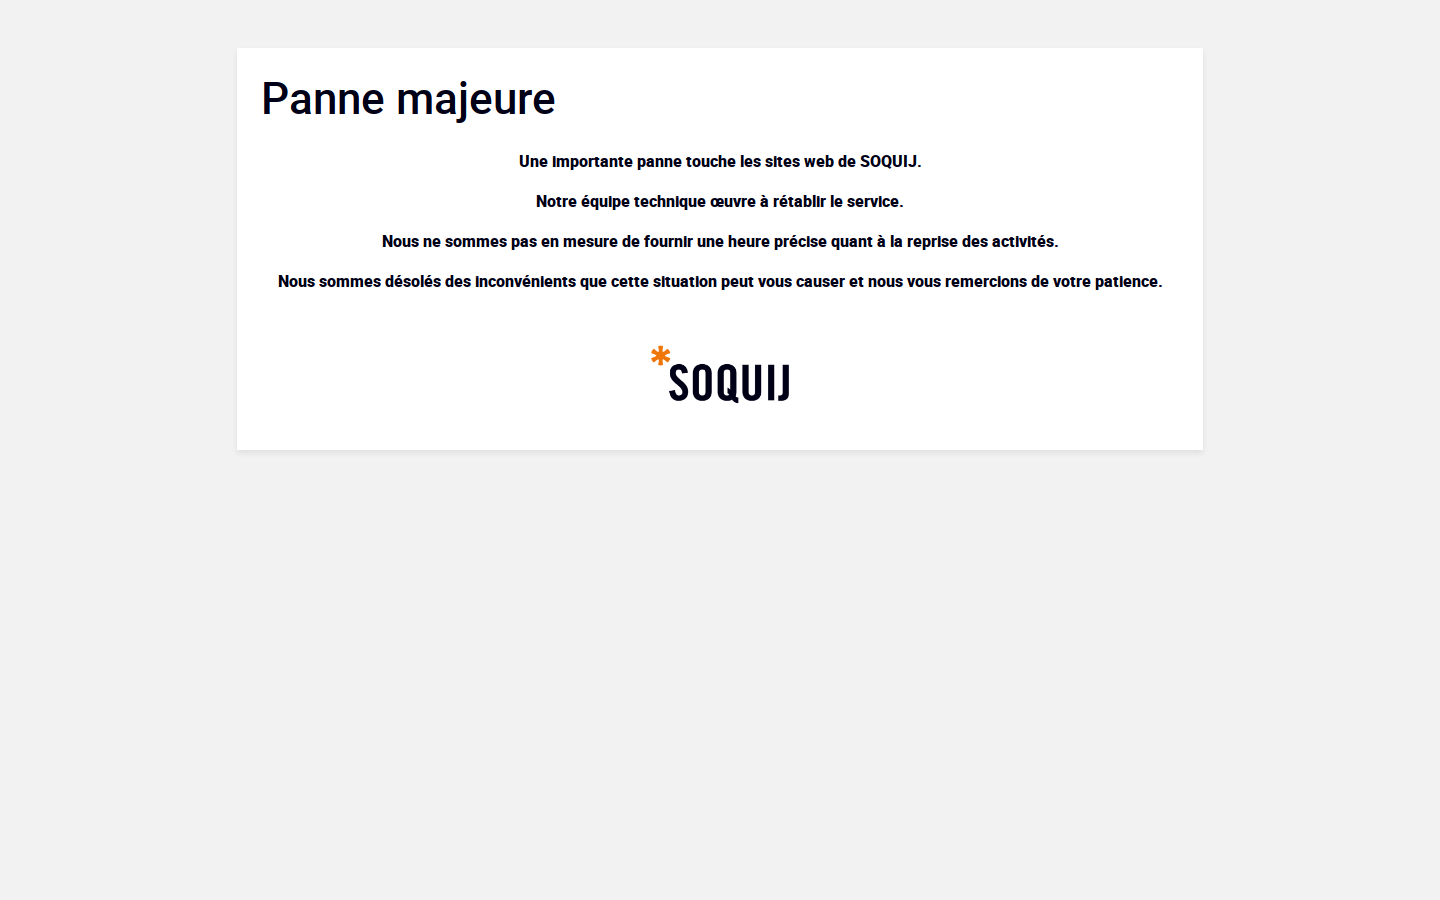 Panne majeure
Une importante panne touche les sites web de SOQUIJ.
Notre équipe technique œuvre à rétablir le service.
Nous ne sommes pas en mesure de fournir une heure précise quant à la reprise des activités.
Nous sommes désolés des inconvénients que cette situation peut vous causer et nous vous remercions de votre patience.
*SOQUIJ